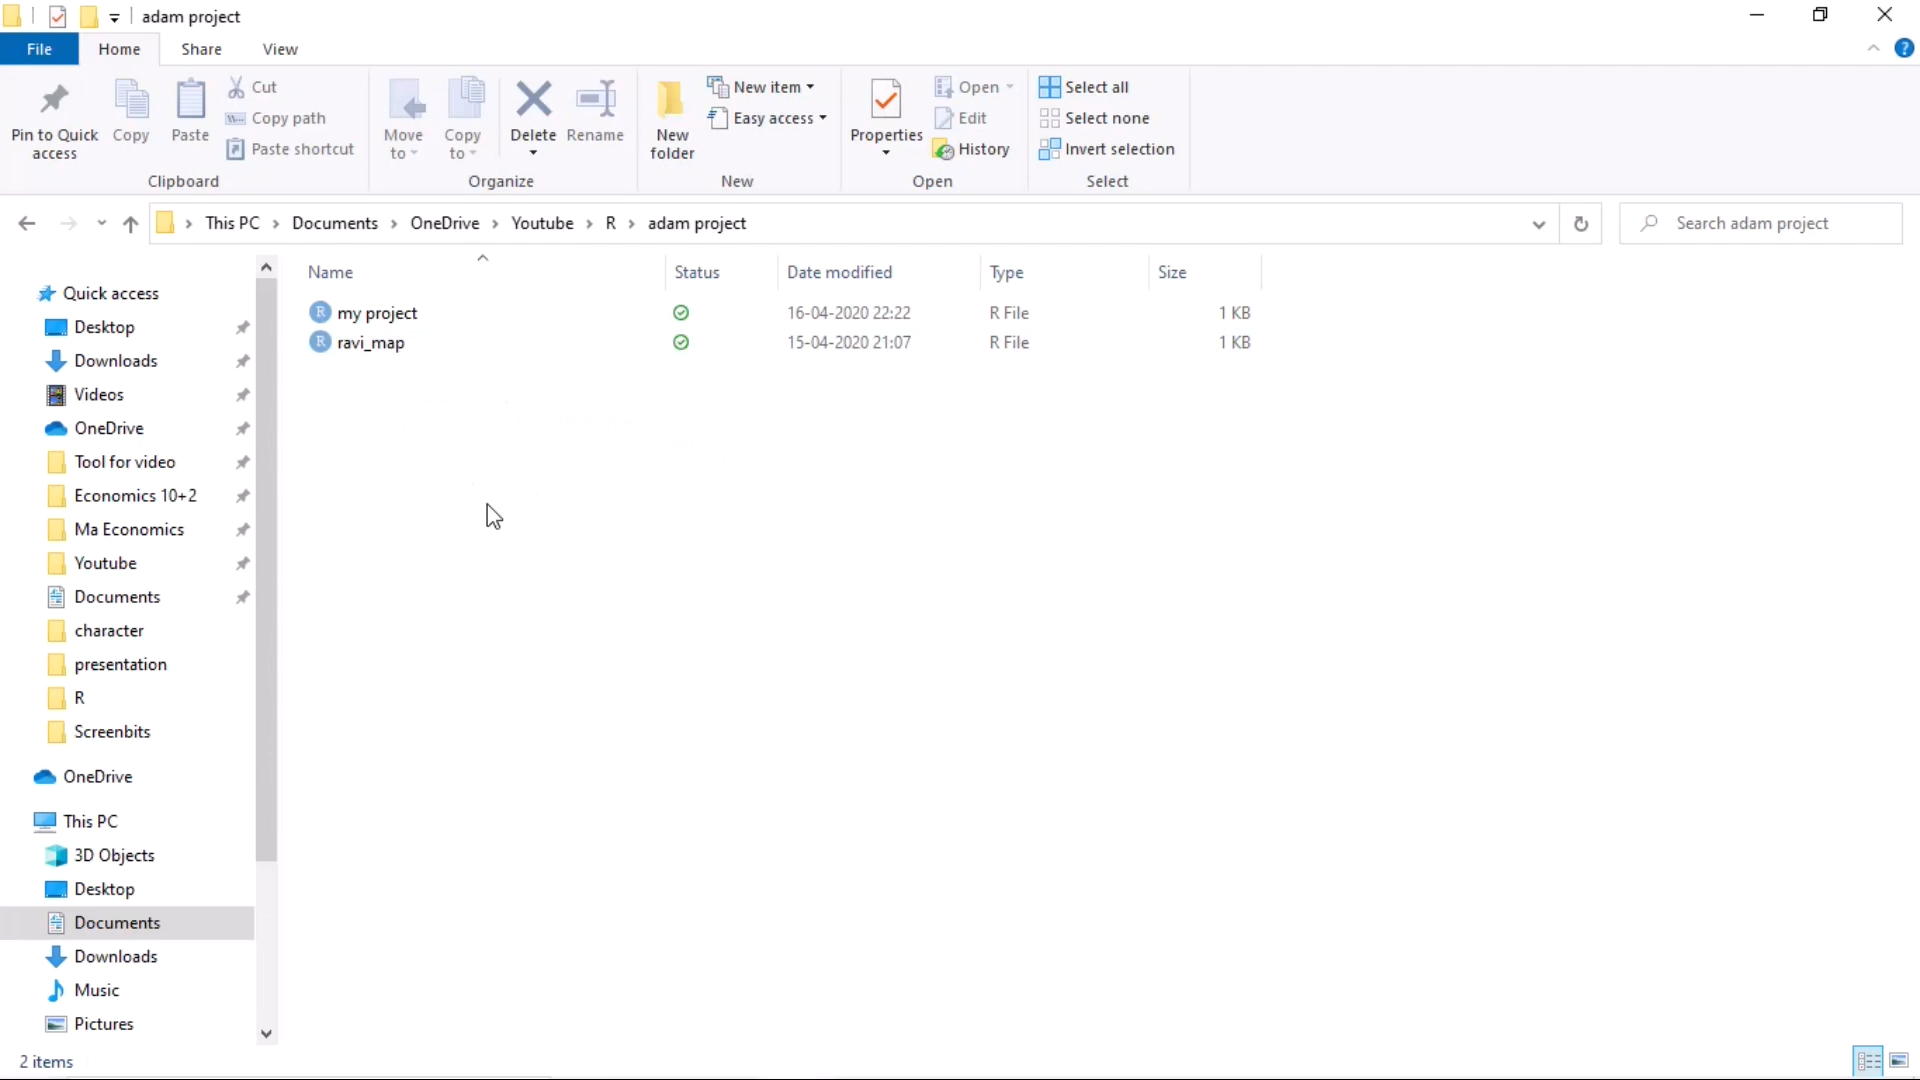 adam project
File Home Share View
Pin to Quick access
Copy
Paste
Cut
Copy path
Paste shortcut
Clipboard
Move to
Copy to
Delete
Rename
Organize
New folder
New item
Easy access
New
Properties
Open
Edit
History
Open
Select all
Select none
Invert selection
Select
This PC > Documents > OneDrive > Youtube > R > adam project
Search adam project
Name Status Date modified Type Size
my project 16-04-2020 22:22 R File 1 KB
ravi_map 15-04-2020 21:07 R File 1 KB
Quick access
Desktop
Downloads
Videos
OneDrive
Tool for video
Economics 10+2
Ma Economics
Youtube
Documents
character
presentation
R
Screenbits
OneDrive
This PC
3D Objects
Desktop
Documents
Downloads
Music
Pictures
2 items